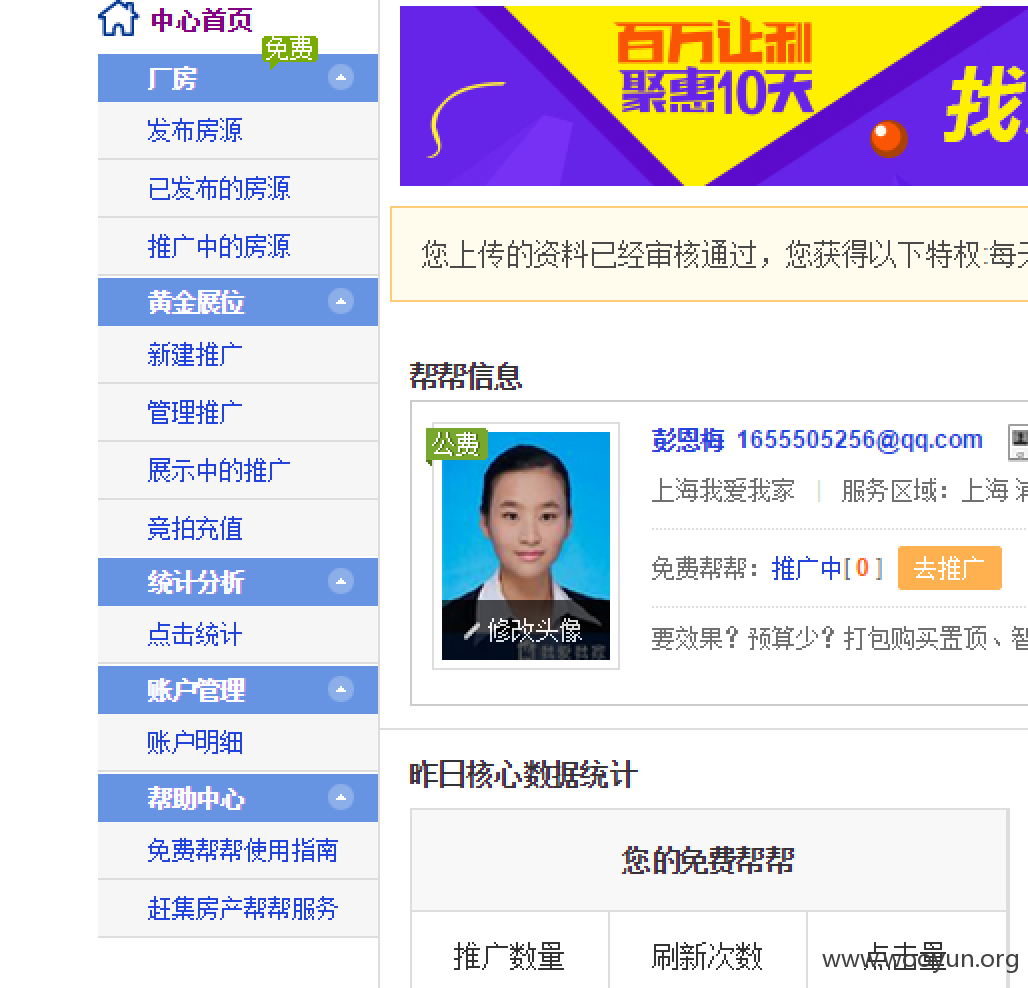 中心首页
免费
厂房
发布房源
已发布的房源
推广中的房源
黄金展位
新建推广
管理推广
展示中的推广
竞拍充值
统计分析
点击统计
账户管理
账户明细
帮助中心
免费帮帮使用指南
赶集房产帮帮服务
百万让利
聚惠10天
找
您上传的资料已经审核通过，您获得以下特权:每天
帮帮信息
公费
修改头像
彭恩梅 1655505256@qq.com
上海我爱我家 | 服务区域：上海 浦
免费帮帮：推广中[0] 去推广
要效果？预算少？打包购买置顶、智
昨日核心数据统计
您的免费帮帮
推广数量 刷新次数 点击量